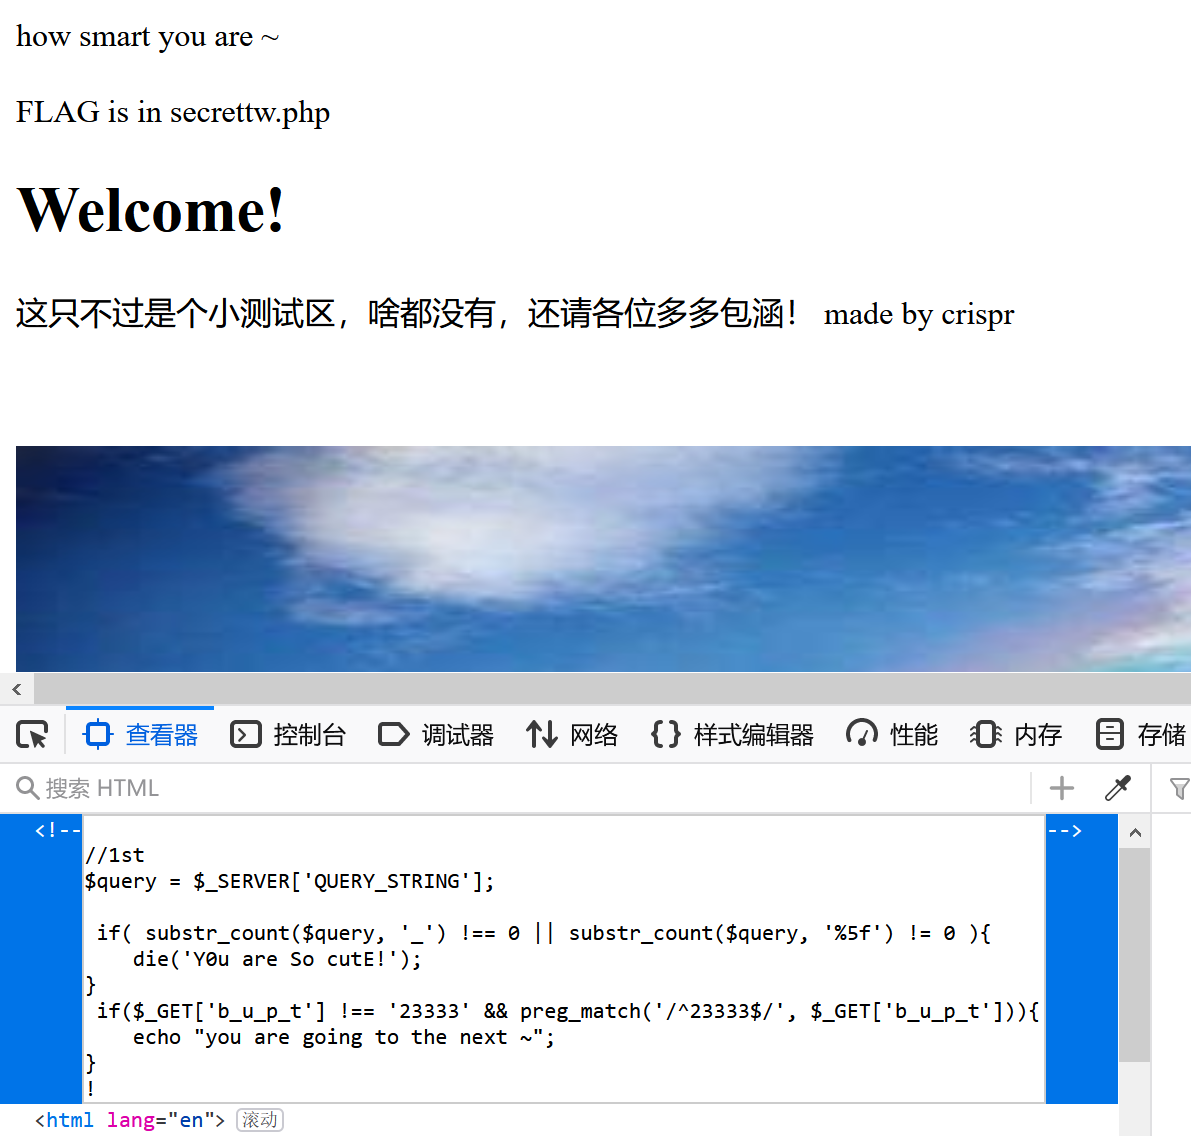 how smart you are ~
FLAG is in secrettw.php
Welcome!
这只不过是个小测试区，啥都没有，还请各位多多包涵！ made by crispr
查看器 控制台 调试器 网络 样式编辑器 性能 内存 存储
搜索 HTML
<!-- -->
//1st
$query = $_SERVER['QUERY_STRING'];
if( substr_count($query, '_') !== 0 || substr_count($query, '%5f') != 0 ){
die('Y0u are So cutE!');
}
if($_GET['b_u_p_t'] !== '23333' && preg_match('/^23333$/', $_GET['b_u_p_t'])){
echo "you are going to the next ~";
}
!
<html lang="en"> 滚动